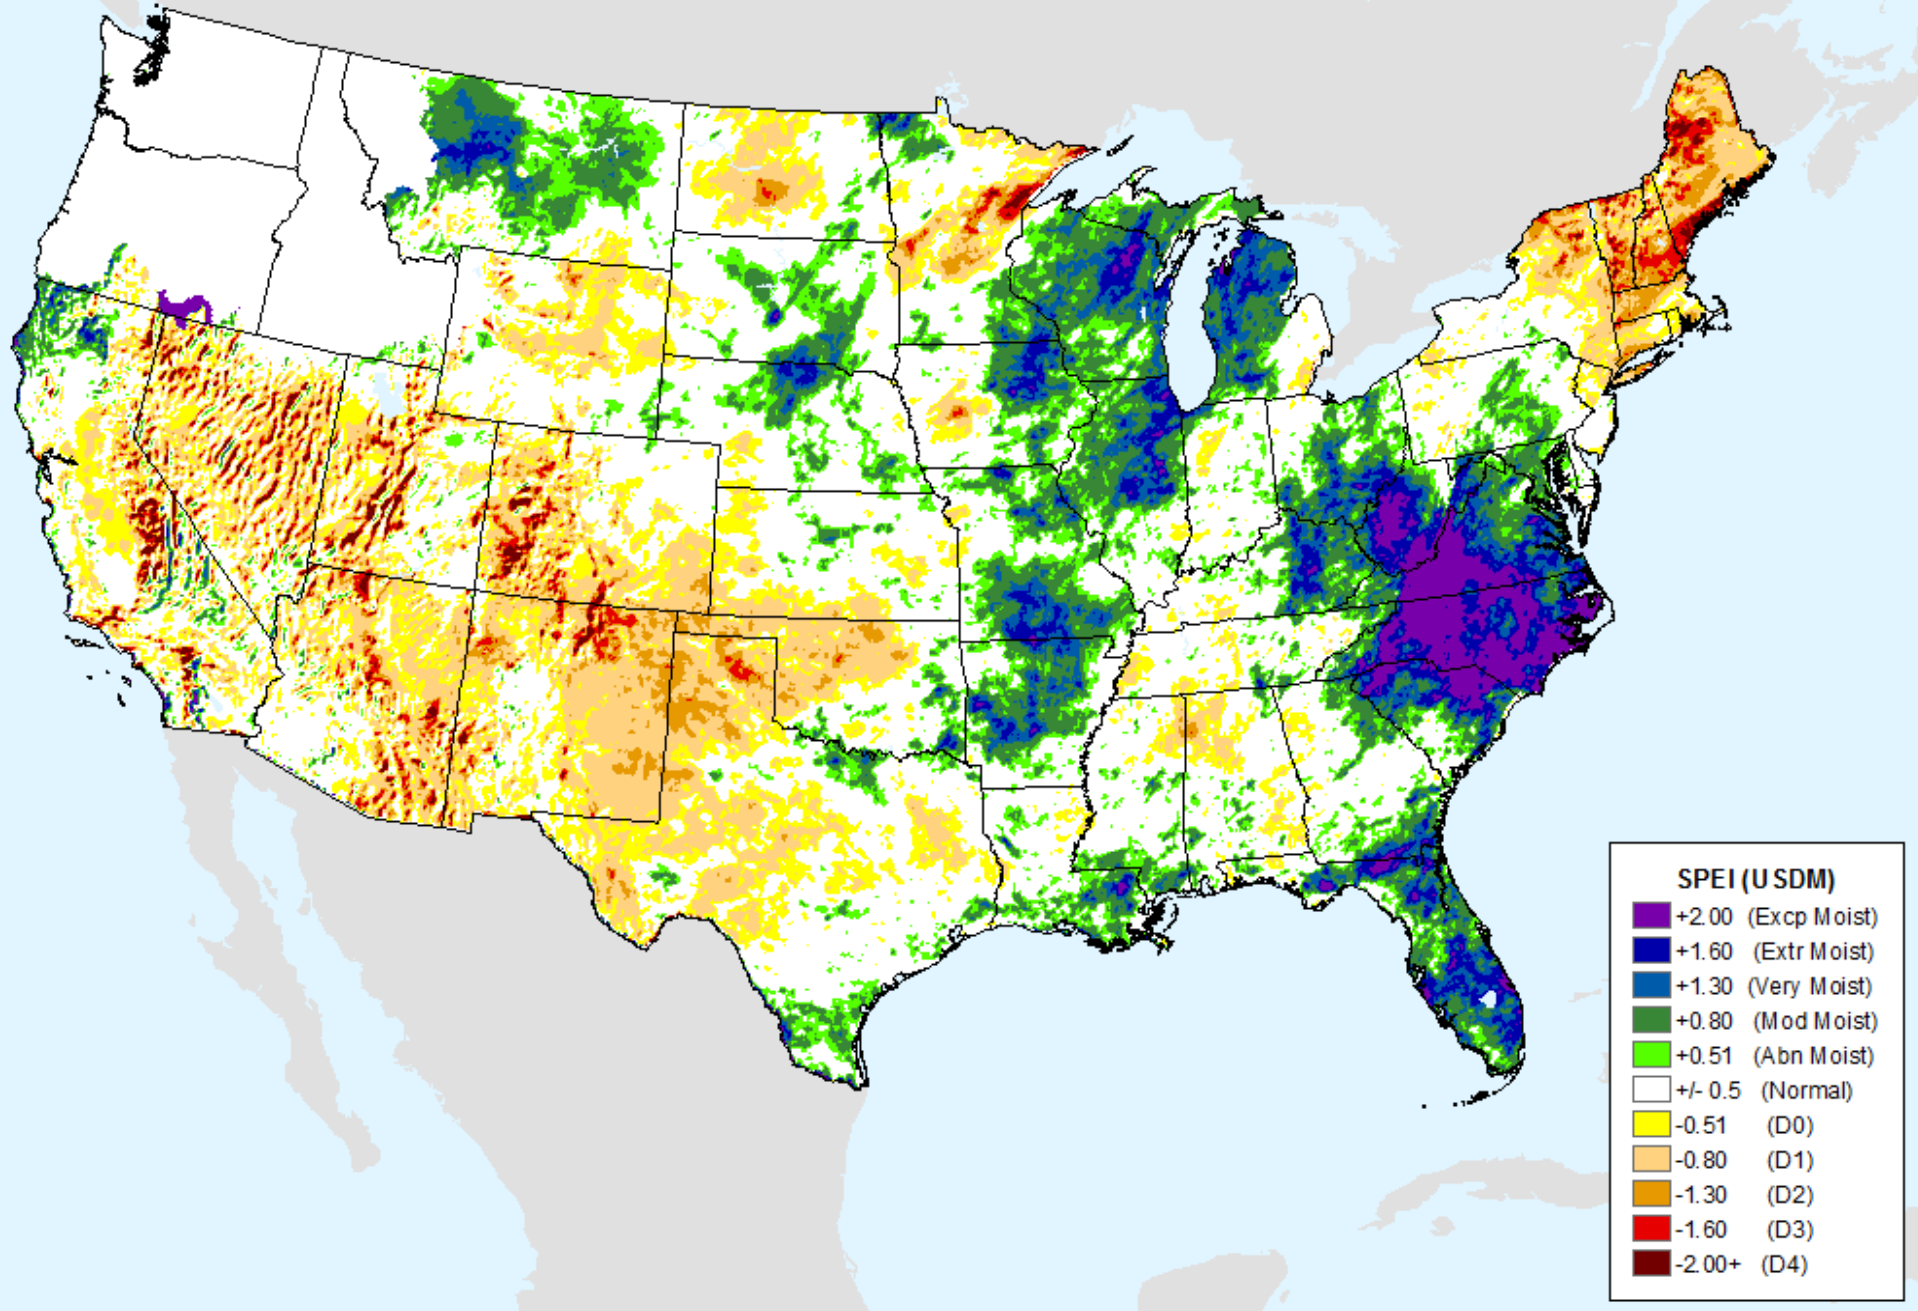 SPEI (USDM)
+2.00 (Excp Moist)
+1.60 (Extr Moist)
+1.30 (Very Moist)
+0.80 (Mod Moist)
+0.51 (Abn Moist)
+/- 0.5 (Normal)
-0.51 (D0)
-0.80 (D1)
-1.30 (D2)
-1.60 (D3)
-2.00+ (D4)